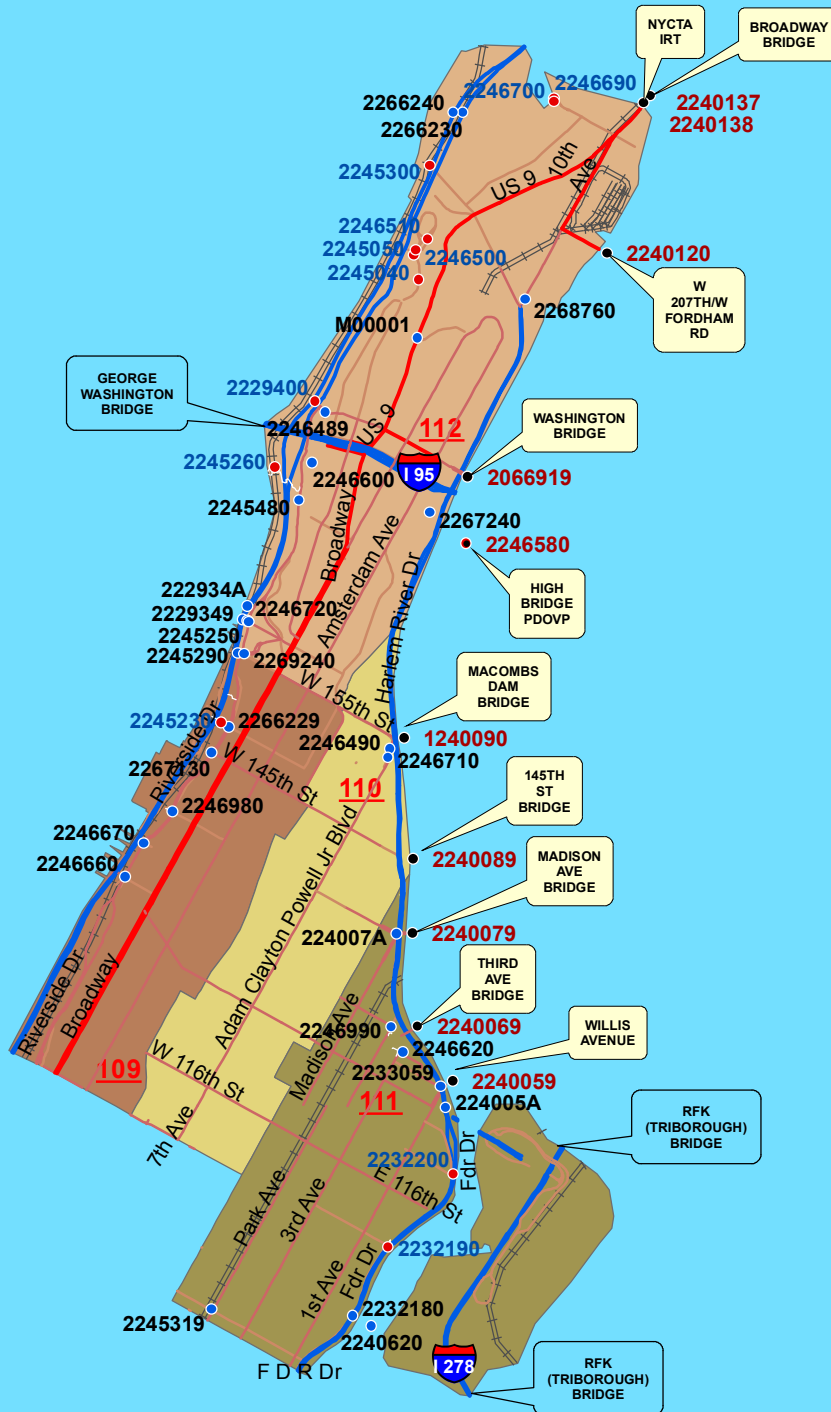 NYCTA
IRT
BROADWAY
BRIDGE
2246690
2246700
2266240
2240137
2266230
2240138
10th
Ave
2245300
US 9
2246510
2245050
2246500
2240120
2245040
W
207TH/W
FORDHAM
RD
2268760
M00001
GEORGE
WASHINGTON
BRIDGE
2229400
US 9
2246489
112
WASHINGTON
BRIDGE
2245260
2246600
I 95
2066919
2245480
Broadway
Amsterdam Ave
2267240
2246580
Harlem River Dr
HIGH
BRIDGE
PDOVP
222934A
2246720
2229349
2245250
2245290
2269240
W 155th St
MACOMBS
DAM
BRIDGE
2245230
2266229
1240090
2246490
2246710
Riverside Dr
2267130
W 145th St
110
145TH
ST
BRIDGE
2246980
2246670
2240089
2246660
MADISON
AVE
BRIDGE
Adam Clayton Powell Jr Blvd
224007A
2240079
Riverside Dr
Broadway
THIRD
AVE
BRIDGE
2246990
2240069
Madison Ave
109
W 116th St
2246620
WILLIS
AVENUE
2233059
2240059
111
224005A
7th Ave
RFK
(TRIBOROUGH)
BRIDGE
2232200
Fdr Dr
E 116th St
Park Ave
3rd Ave
2232190
1st Ave
Fdr Dr
2245319
2232180
2240620
F D R Dr
I 278
RFK
(TRIBOROUGH)
BRIDGE